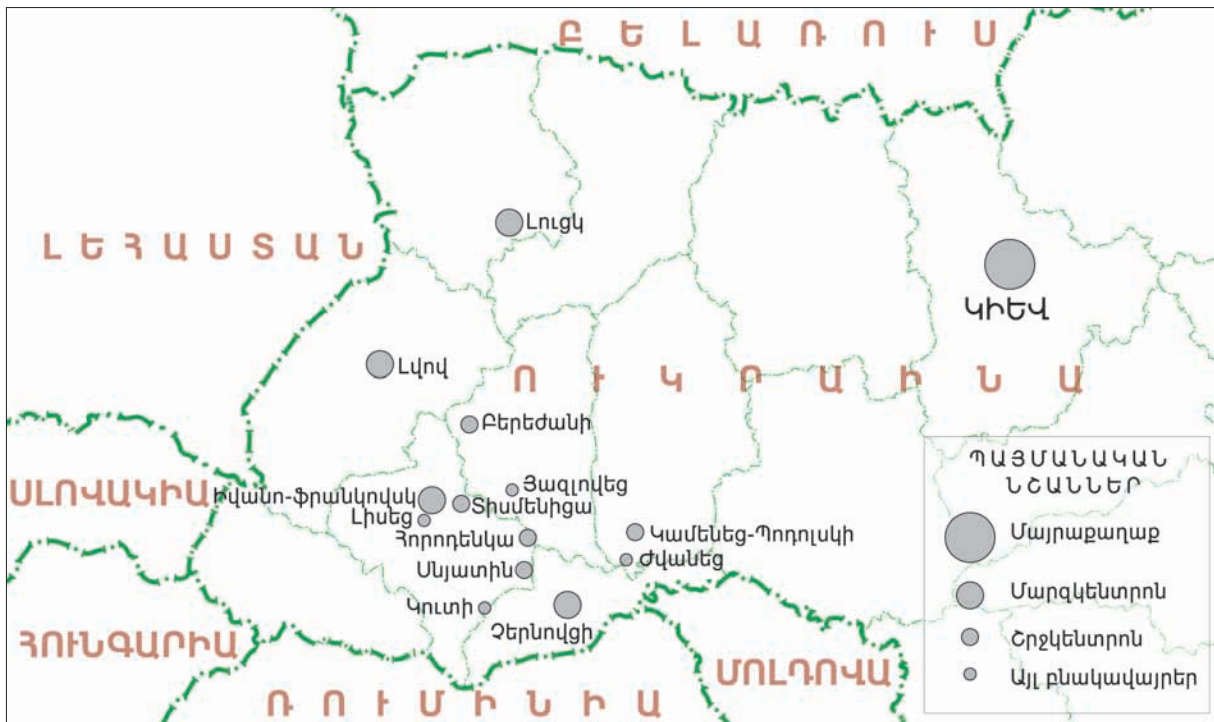 ԲԵԼԱՌՈՒՍ
Լուցկ
ԼԵՀԱՍՏԱՆ
ԿԻԵՎ
Լվով
ՈՒԿՐԱԻՆԱ
Բերեժանի
ՊԱՅՄԱՆԱԿԱՆ
ՆՇԱՆՆԵՐ
Մայրաքաղաք
Մարզկենտրոն
Շրջկենտրոն
Այլ բնակավայրեր
ՍԼՈՎԱԿԻԱ
Իվանո-ֆրանկովսկ
Յազլովեց
Տիսմենիցա
Լիսեց
Հորոդենկա
Կամենեց-Պոդոլսկի
Ժվանեց
Սնյատին
Կուտի
Չերնովցի
ՀՈՒՆԳԱՐԻԱ
ՄՈԼԴՈՎԱ
ՌՈՒՄԻՆԻԱ